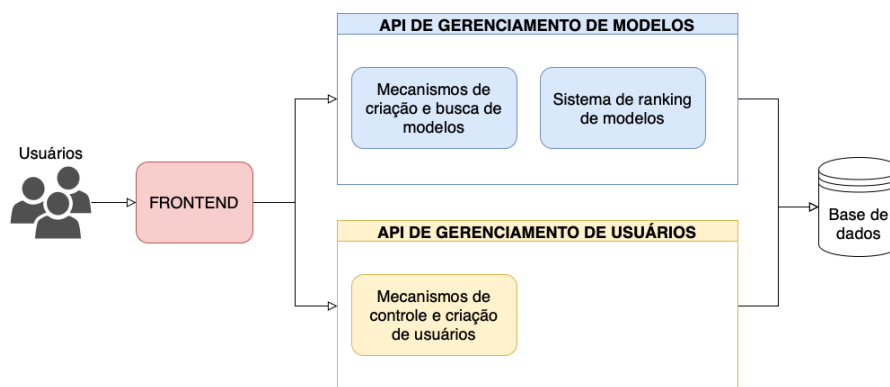 API DE GERENCIAMENTO DE MODELOS
Mecanismos de
criação e busca de
modelos
Sistema de ranking
de modelos
Usuários
FRONTEND
Base de
dados
API DE GERENCIAMENTO DE USUÁRIOS
Mecanismos de
controle e criação
de usuários